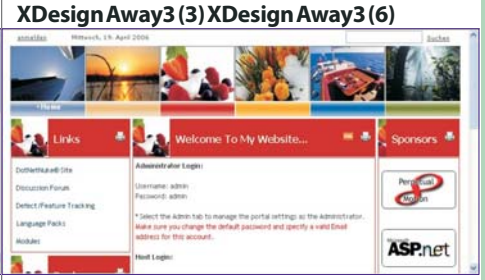 XDesign Away3 (3) XDesign Away3 (6)
anmelden Mittwoch, 19. April 2006 Suchen
Home
Links
Welcome To My Website...
Sponsors
DotNetNuke® Site
Discussion Forum
Defect/Feature Tracking
Language Packs
Modules
Administrator Login:
Username: admin
Password: admin
* Select the Admin tab to manage the portal settings as the Administrator.
Make sure you change the default password and specify a valid Email
address for this account.
Host Login:
Perpetual
Motion
Microsoft
ASP.net